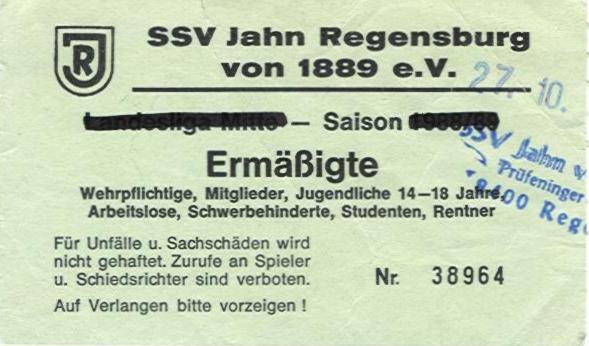 SSV Jahn Regensburg
von 1889 e.V.
27. 10.
Landesliga Mitte — Saison 1988/89
SSV Jahn v
Prüfeninger
8400 Reg
Ermäßigte
Wehrpflichtige, Mitglieder, Jugendliche 14—18 Jahre,
Arbeitslose, Schwerbehinderte, Studenten, Rentner
Für Unfälle u. Sachschäden wird
nicht gehaftet. Zurufe an Spieler
u. Schiedsrichter sind verboten.
Nr. 38964
Auf Verlangen bitte vorzeigen !
R